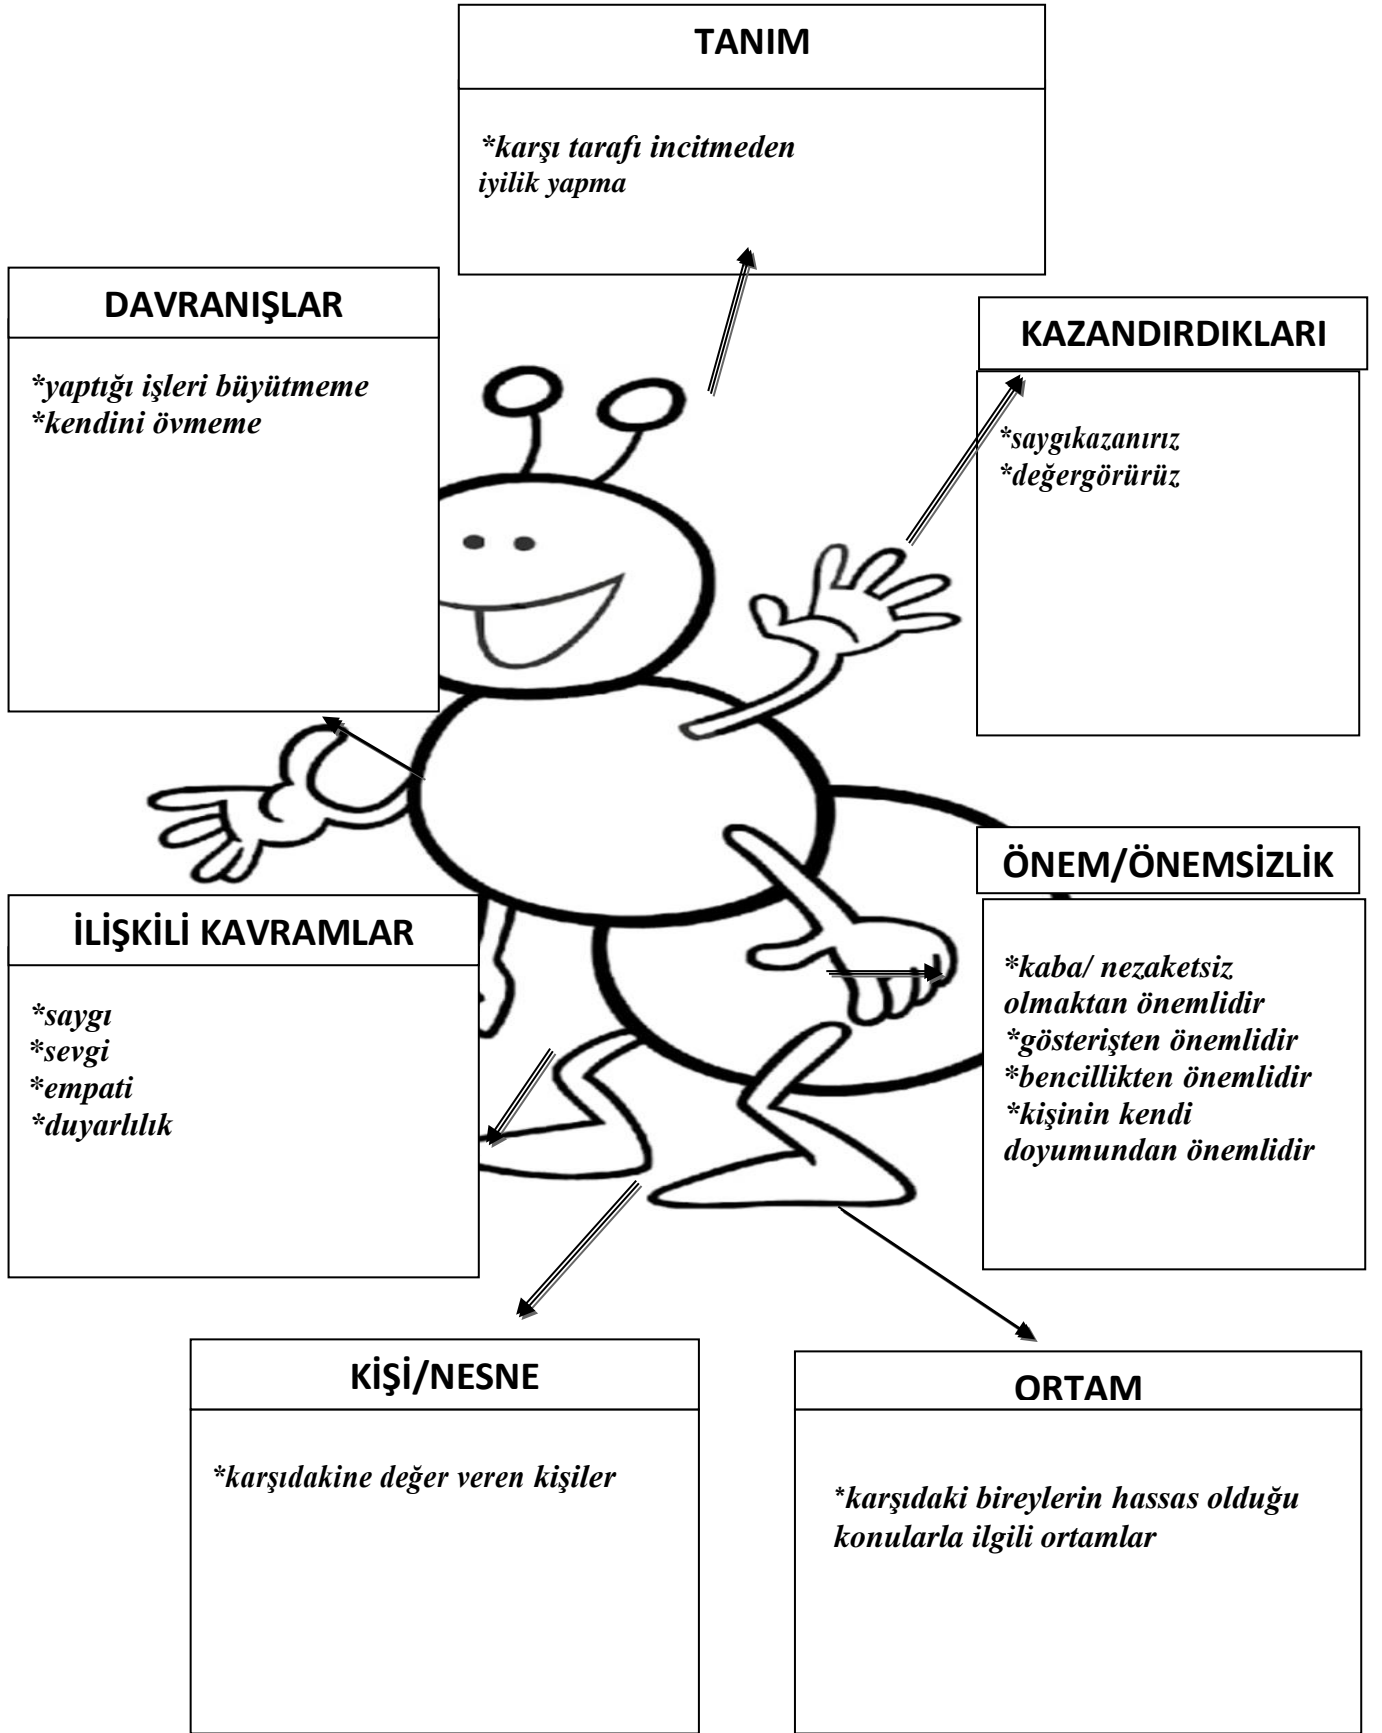 TANIM
*karşı tarafı incitmeden
iyilik yapma
DAVRANIŞLAR
*yaptığı işleri büyütmeme
*kendini övmeme
KAZANDIRDIKLARI
*saygıkazanırız
*değergörürüz
İLİŞKİLİ KAVRAMLAR
*saygı
*sevgi
*empati
*duyarlılık
ÖNEM/ÖNEMSİZLİK
*kaba/ nezaketsiz
olmaktan önemlidir
*gösterişten önemlidir
*bencillikten önemlidir
*kişinin kendi
doyumundan önemlidir
KİŞİ/NESNE
*karşıdakine değer veren kişiler
ORTAM
*karşıdaki bireylerin hassas olduğu
konularla ilgili ortamlar